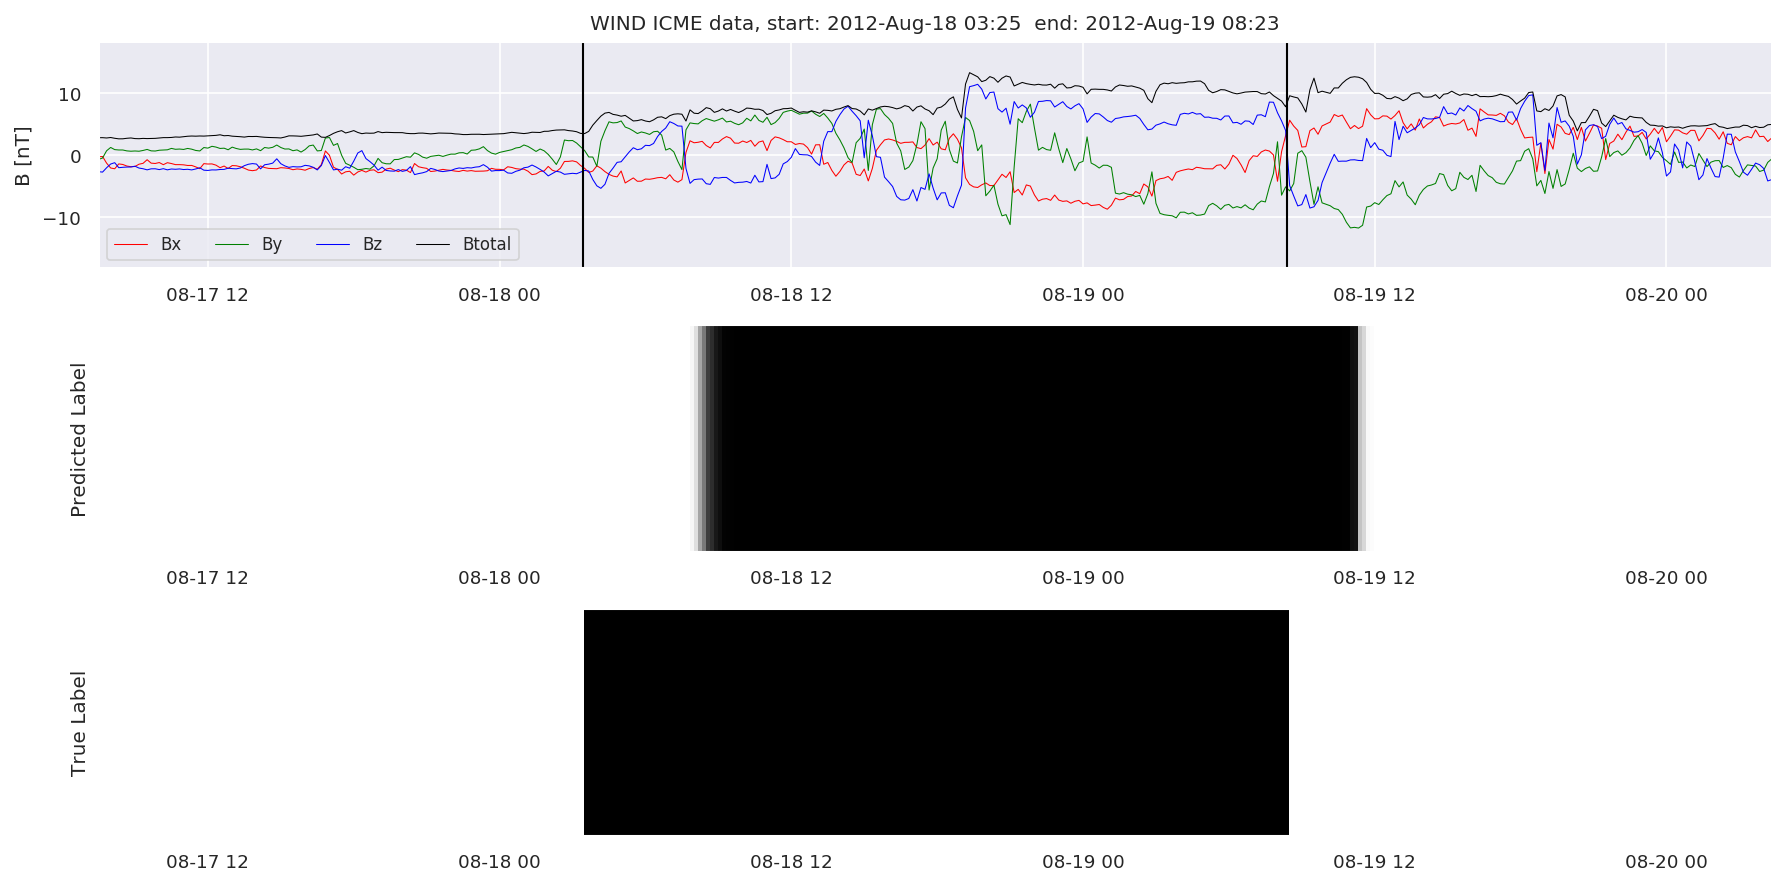 WIND ICME data, start: 2012-Aug-18 03:25  end: 2012-Aug-19 08:23
B [nT]
10
0
−10
Bx By Bz Btotal
08-17 12 08-18 00 08-18 12 08-19 00 08-19 12 08-20 00
Predicted Label
08-17 12 08-18 00 08-18 12 08-19 00 08-19 12 08-20 00
True Label
08-17 12 08-18 00 08-18 12 08-19 00 08-19 12 08-20 00